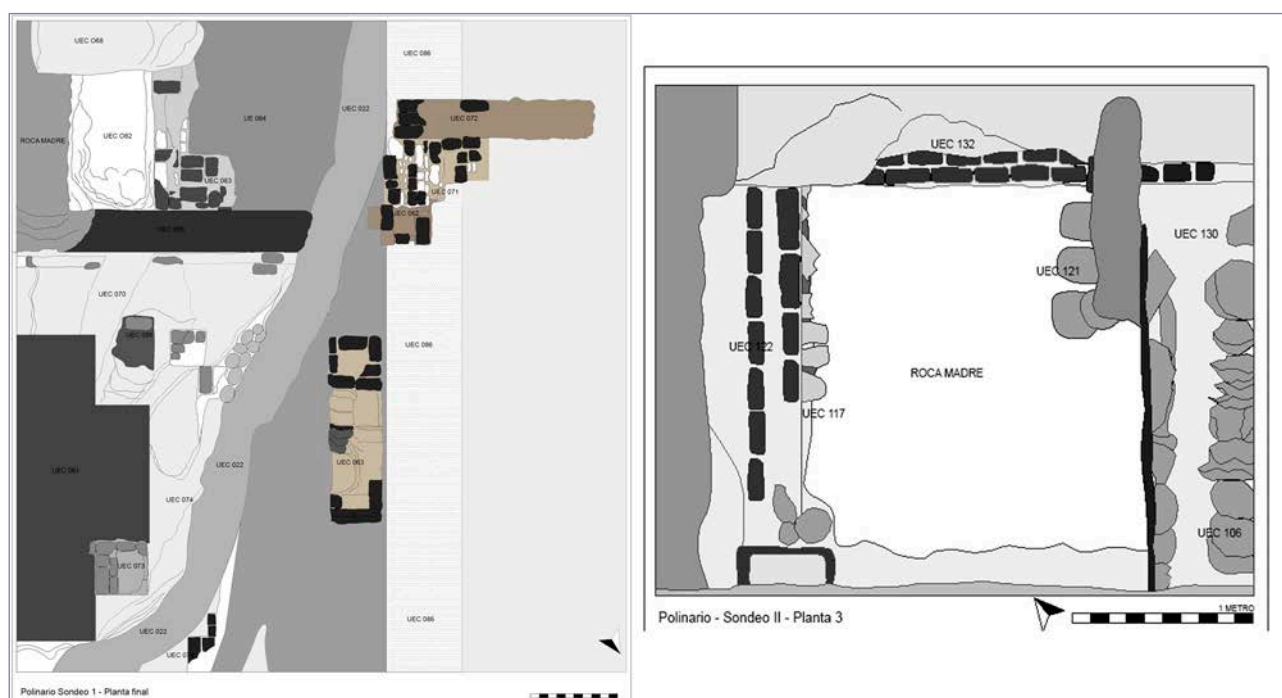 UEC O68
UEC 086
UEC 022
UEC 072
UE 084
ROCA MADRE
UEC O82
UEC 083
UEC 071
UEC 062
UEC 070
UEC 086
UEC 063
UEC 022
UEC 074
UEC 073
UEC 022
UEC 086
Polinario Sondeo 1 - Planta final
UEC 132
UEC 130
UEC 121
UEC 122
ROCA MADRE
UEC 117
UEC 106
1 METRO
Polinario - Sondeo II - Planta 3